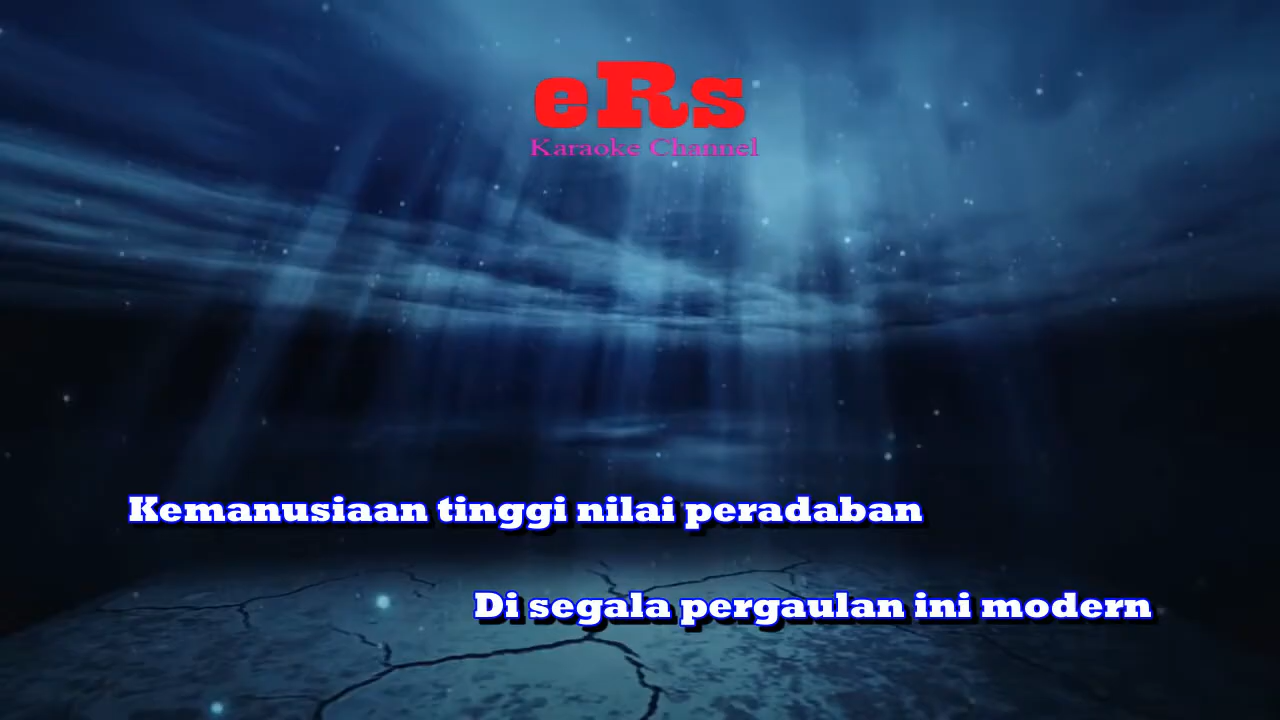 eRs
Karaoke Channel
Kemanusiaan tinggi nilai peradaban
Di segala pergaulan ini modern